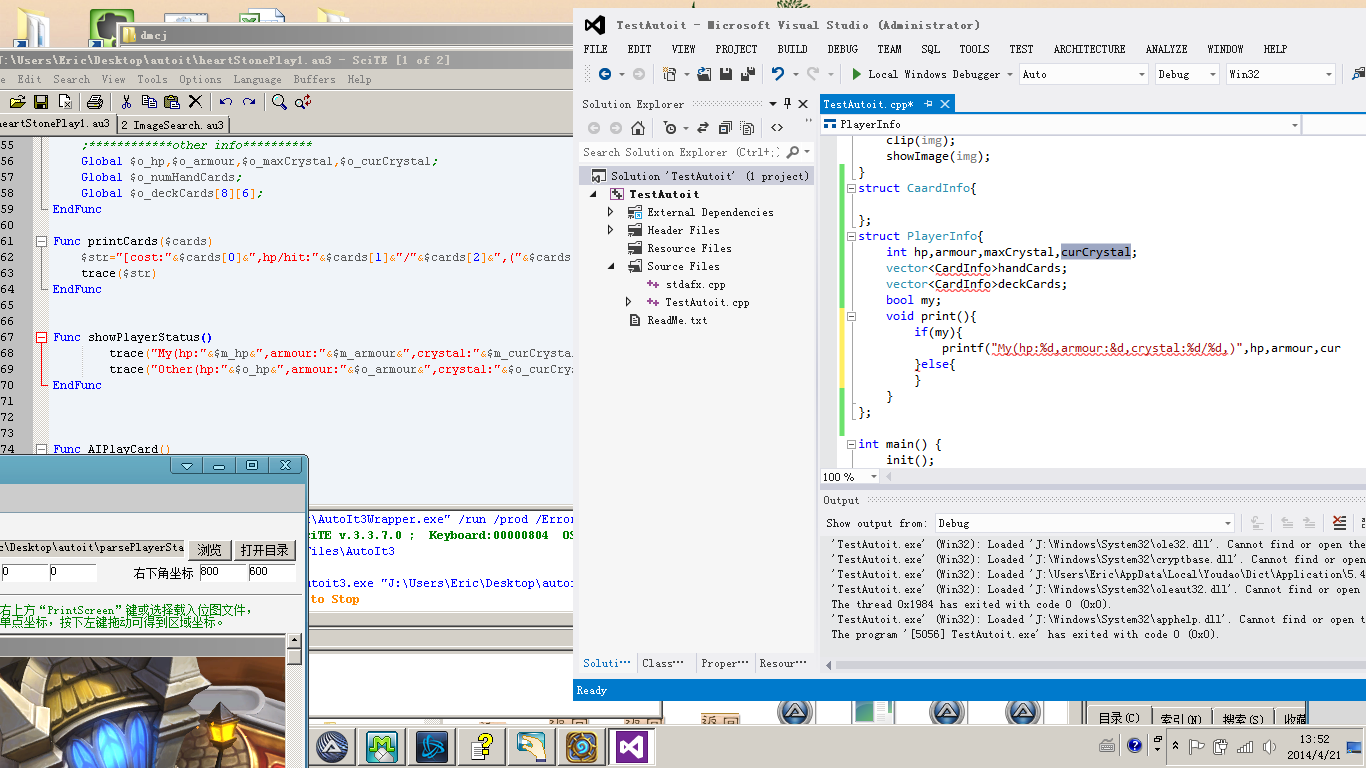 dmcj
J:\Users\Eric\Desktop\autoit\heartStonePlay1.au3 - SciTE [1 of 2]
Edit Search View Tools Options Language Buffers Help
heartStonePlay1.au3 2 ImageSearch.au3
55 ;************other info**********
56 Global $o_hp,$o_armour,$o_maxCrystal,$o_curCrystal;
57 Global $o_numHandCards;
58 Global $o_deckCards[8][6];
59 EndFunc
60
61 Func printCards($cards)
62 $str="[cost:"&$cards[0]&",hp/hit:"&$cards[1]&"/"&$cards[2]&",("&$cards
63 trace($str)
64 EndFunc
65
66
67 Func showPlayerStatus()
68 trace("My(hp:"&$m_hp&",armour:"&$m_armour&",crystal:"&$m_curCrysta
69 trace("Other(hp:"&$o_hp&",armour:"&$o_armour&",crystal:"&$o_curCrys
70 EndFunc
71
72
73
74 Func AIPlayCard()
t\AutoIt3Wrapper.exe" /run /prod /Error
SciTE v.3.3.7.0 ; Keyboard:00000804 OS
Files\AutoIt3
utoit3.exe "J:\Users\Eric\Desktop\autoi
to Stop
c\Desktop\autoit\parsePlayerSta 浏览 打开目录
0 0 右下角坐标 800 600
右上方“PrintScreen”键或选择载入位图文件，
单点坐标，按下左键拖动可得到区域坐标。
TestAutoit - Microsoft Visual Studio (Administrator)
FILE EDIT VIEW PROJECT BUILD DEBUG TEAM SQL TOOLS TEST ARCHITECTURE ANALYZE WINDOW HELP
Local Windows Debugger Auto Debug Win32
Solution Explorer
Search Solution Explorer (Ctrl+;)
Solution 'TestAutoit' (1 project)
TestAutoit
External Dependencies
Header Files
Resource Files
Source Files
stdafx.cpp
TestAutoit.cpp
ReadMe.txt
Soluti··· Class··· Proper··· Resour···
TestAutoit.cpp*
PlayerInfo
clip(img);
showImage(img);
}
struct CaardInfo{
};
struct PlayerInfo{
int hp,armour,maxCrystal,curCrystal;
vector<CardInfo>handCards;
vector<CardInfo>deckCards;
bool my;
void print(){
if(my){
printf("My(hp:%d,armour:&d,crystal:%d/%d,)",hp,armour,cur
}else{
}
}
};
int main() {
init();
100 %
Output
Show output from: Debug
'TestAutoit.exe' (Win32): Loaded 'J:\Windows\System32\ole32.dll'. Cannot find or open the
'TestAutoit.exe' (Win32): Loaded 'J:\Windows\System32\cryptbase.dll'. Cannot find or open
'TestAutoit.exe' (Win32): Loaded 'J:\Users\Eric\AppData\Local\Youdao\Dict\Application\5.4
'TestAutoit.exe' (Win32): Loaded 'J:\Windows\System32\oleaut32.dll'. Cannot find or open
The thread 0x1984 has exited with code 0 (0x0).
'TestAutoit.exe' (Win32): Loaded 'J:\Windows\System32\apphelp.dll'. Cannot find or open t
The program '[5056] TestAutoit.exe' has exited with code 0 (0x0).
Ready
目录(C) 索引(N) 搜索(S) 收藏
13:52
2014/4/21